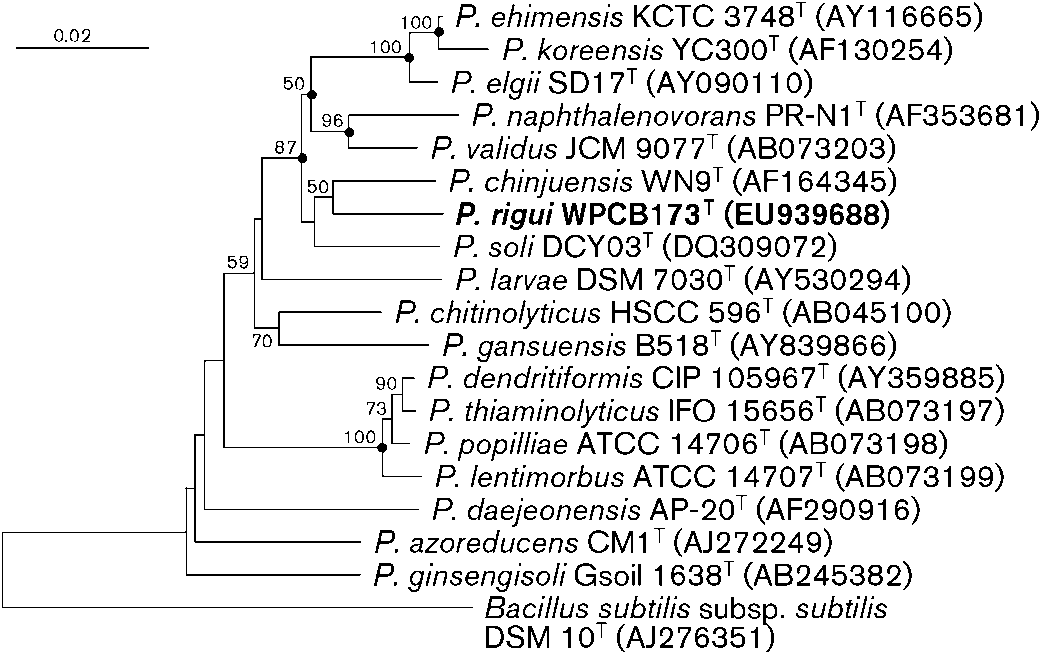 0.02
100
P. ehimensis KCTC 3748T (AY116665)
100
P. koreensis YC300T (AF130254)
50
P. elgii SD17T (AY090110)
96
P. naphthalenovorans PR-N1T (AF353681)
87
P. validus JCM 9077T (AB073203)
50
P. chinjuensis WN9T (AF164345)
P. rigui WPCB173T (EU939688)
P. soli DCY03T (DQ309072)
59
P. larvae DSM 7030T (AY530294)
P. chitinolyticus HSCC 596T (AB045100)
70
P. gansuensis B518T (AY839866)
90
P. dendritiformis CIP 105967T (AY359885)
73
P. thiaminolyticus IFO 15656T (AB073197)
100
P. popilliae ATCC 14706T (AB073198)
P. lentimorbus ATCC 14707T (AB073199)
P. daejeonensis AP-20T (AF290916)
P. azoreducens CM1T (AJ272249)
P. ginsengisoli Gsoil 1638T (AB245382)
Bacillus subtilis subsp. subtilis
DSM 10T (AJ276351)